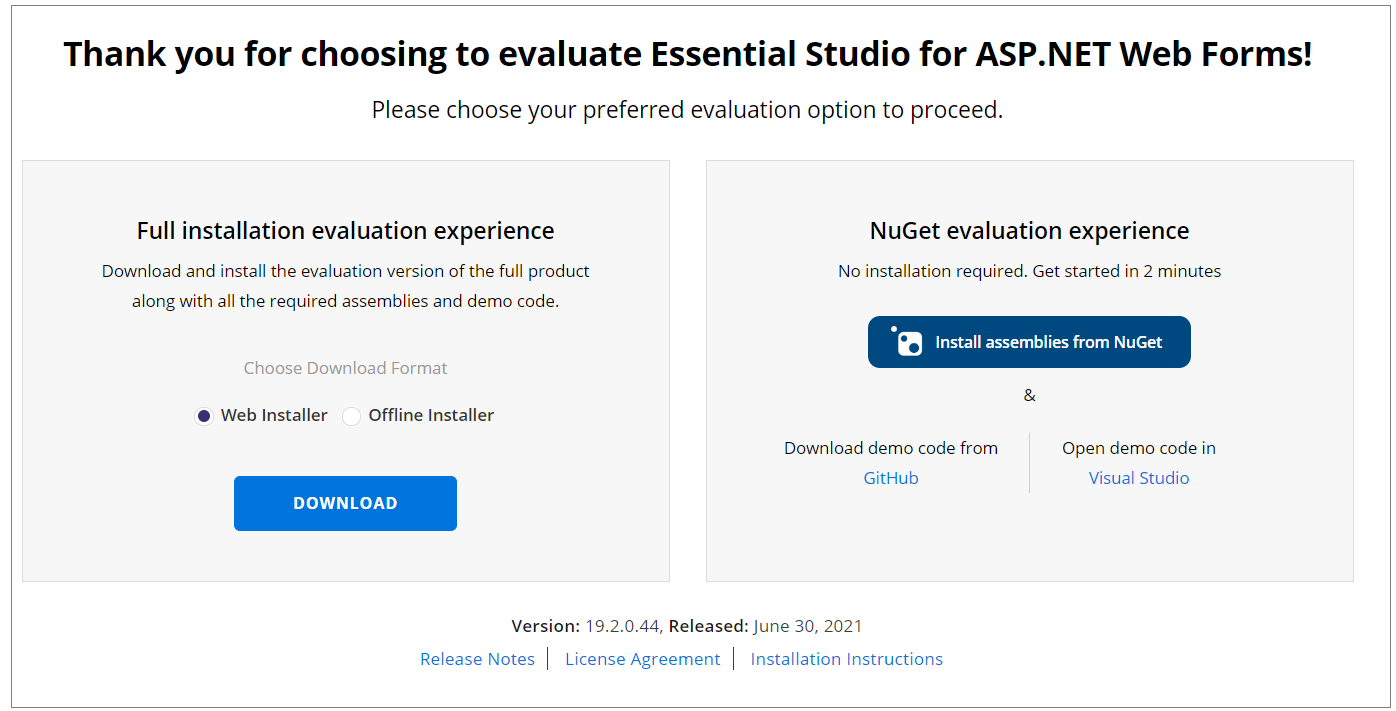 Thank you for choosing to evaluate Essential Studio for ASP.NET Web Forms!
Please choose your preferred evaluation option to proceed.
Full installation evaluation experience
Download and install the evaluation version of the full product
along with all the required assemblies and demo code.
Choose Download Format
Web Installer
Offline Installer
DOWNLOAD
NuGet evaluation experience
No installation required. Get started in 2 minutes
Install assemblies from NuGet
&
Download demo code from
GitHub
Open demo code in
Visual Studio
Version: 19.2.0.44, Released: June 30, 2021
Release Notes | License Agreement | Installation Instructions